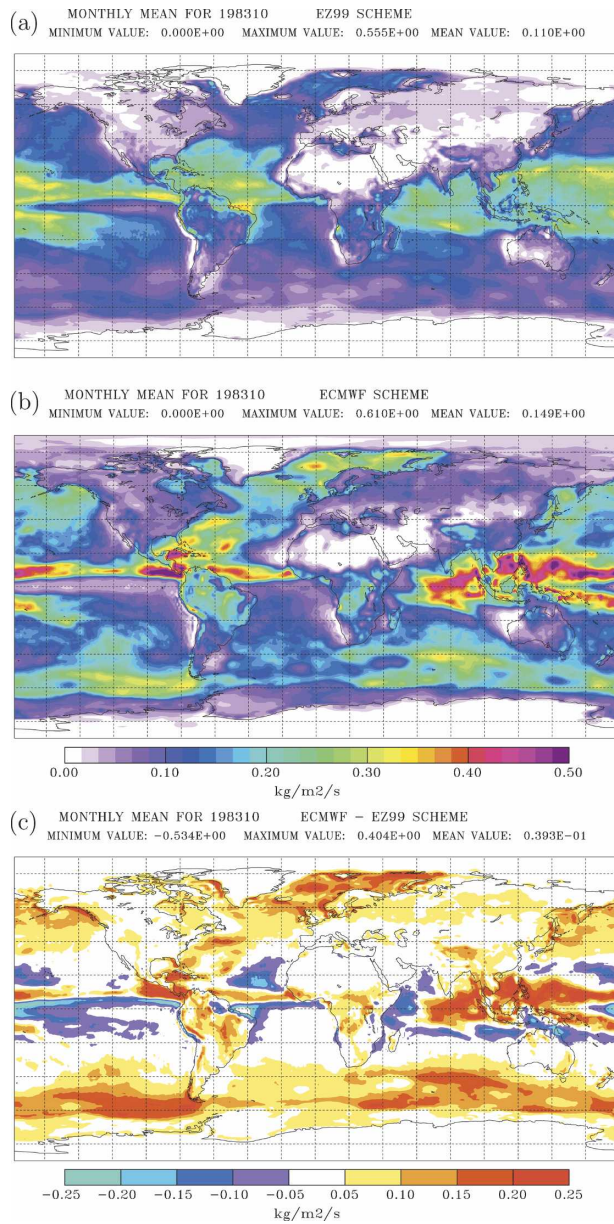 (a)
MONTHLY MEAN FOR 198310 EZ99 SCHEME
MINIMUM VALUE: 0.000E+00 MAXIMUM VALUE: 0.555E+00 MEAN VALUE: 0.110E+00
(b)
MONTHLY MEAN FOR 198310 ECMWF SCHEME
MINIMUM VALUE: 0.000E+00 MAXIMUM VALUE: 0.610E+00 MEAN VALUE: 0.149E+00
0.00 0.10 0.20 0.30 0.40 0.50
kg/m2/s
(c)
MONTHLY MEAN FOR 198310 ECMWF – EZ99 SCHEME
MINIMUM VALUE: −0.534E+00 MAXIMUM VALUE: 0.404E+00 MEAN VALUE: 0.393E−01
−0.25 −0.20 −0.15 −0.10 −0.05 0.05 0.10 0.15 0.20 0.25
kg/m2/s